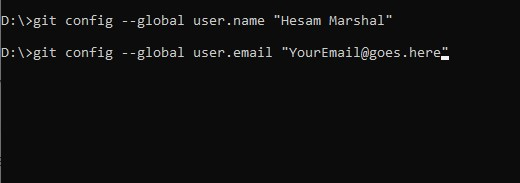 D:\>git config --global user.name "Hesam Marshal"
D:\>git config --global user.email "YourEmail@goes.here"